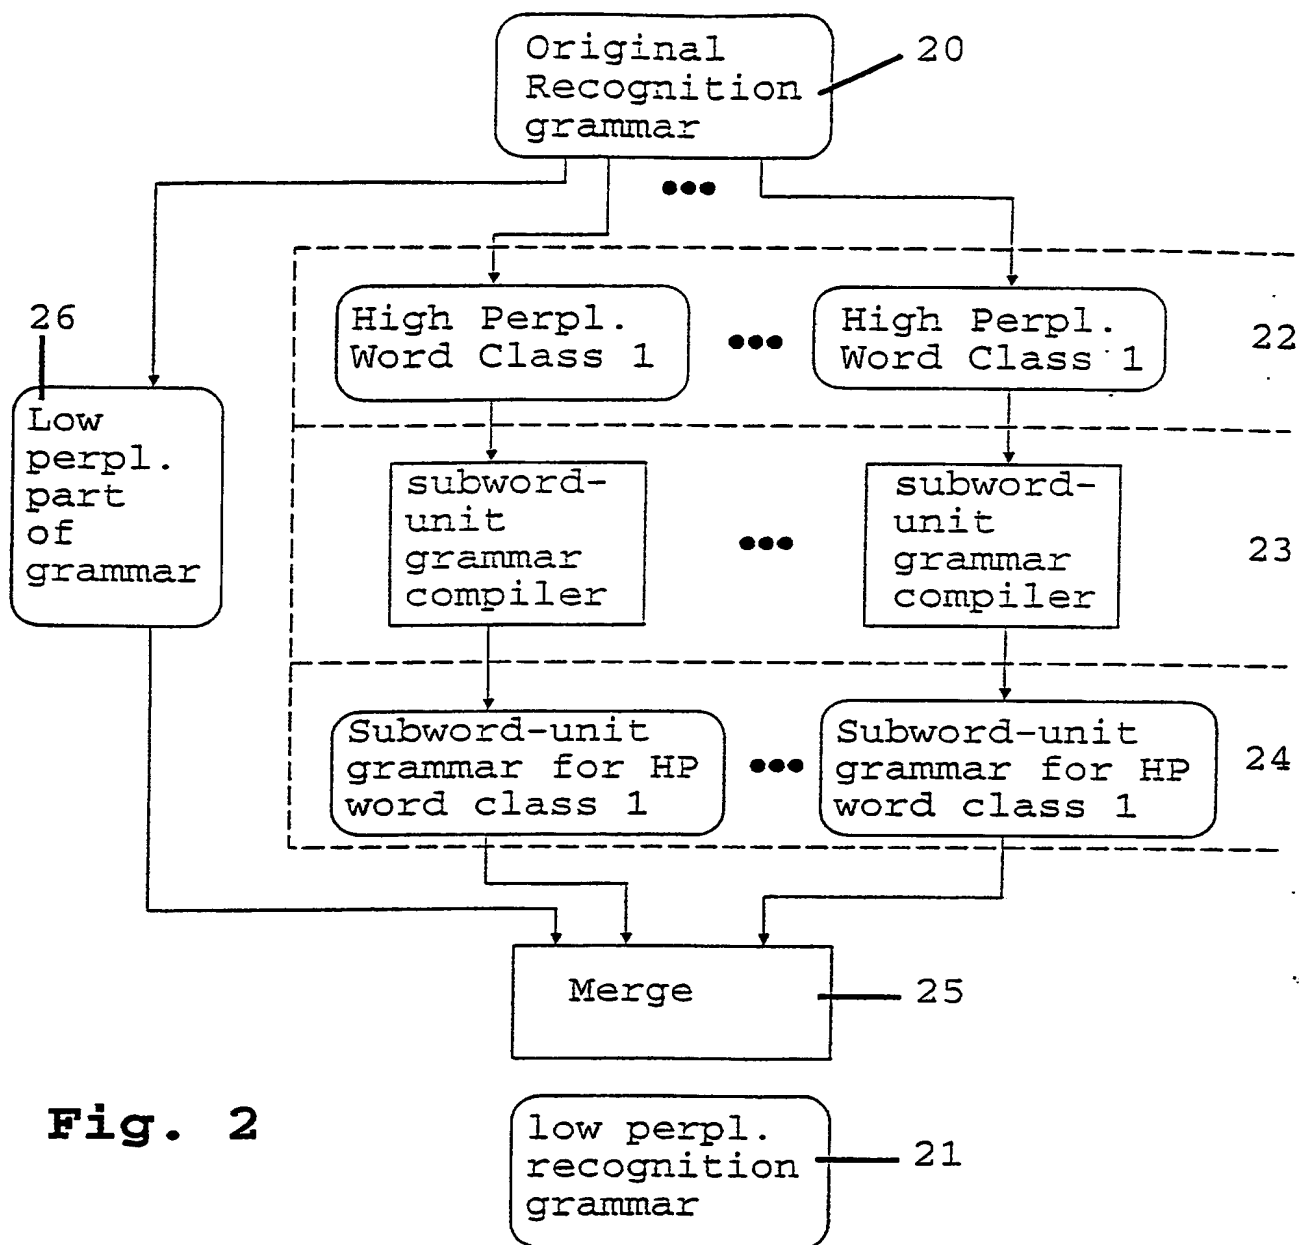 Original
Recognition
grammar
20
High Perpl.
Word Class 1
High Perpl.
Word Class 1
22
26
Low
perpl.
part
of
grammar
subword-
unit
grammar
compiler
subword-
unit
grammar
compiler
23
Subword-unit
grammar for HP
word class 1
Subword-unit
grammar for HP
word class 1
24
Merge
25
Fig. 2
low perpl.
recognition
grammar
21